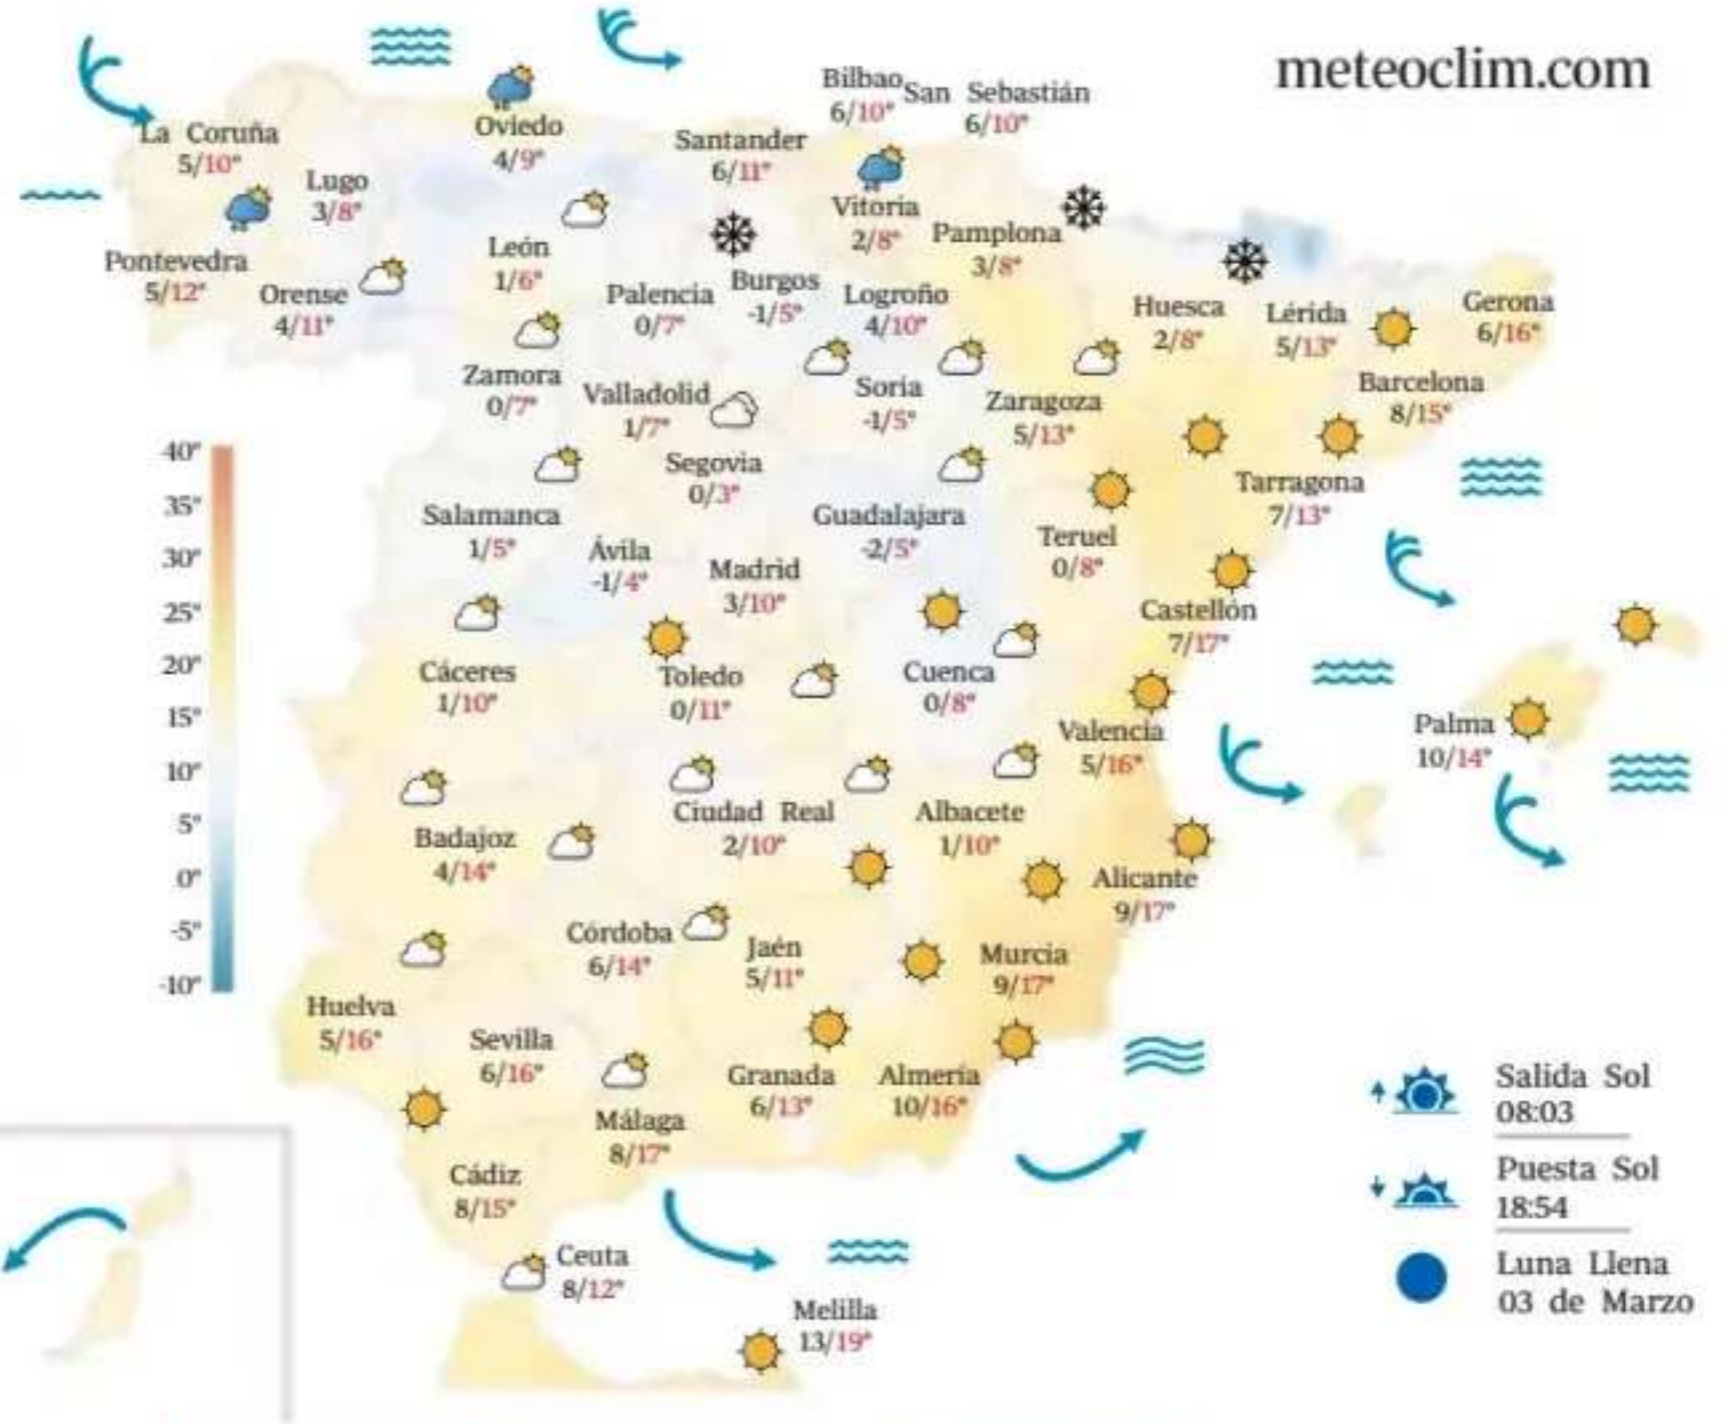 meteoclim.com
Bilbao
6/10°
San Sebastián
6/10°
La Coruña
5/10°
Oviedo
4/9°
Santander
6/11°
Lugo
3/8°
Vitoria
2/8°
Pamplona
3/8°
León
1/6°
Pontevedra
5/12°
Orense
4/11°
Palencia
0/7°
Burgos
-1/5°
Logroño
4/10°
Huesca
2/8°
Lérida
5/13°
Gerona
6/16°
Zamora
0/7°
Valladolid
1/7°
Soria
-1/5°
Zaragoza
5/13°
Barcelona
8/15°
Segovia
0/3°
Tarragona
7/13°
Salamanca
1/5°
Ávila
-1/4°
Madrid
3/10°
Guadalajara
-2/5°
Teruel
0/8°
Castellón
7/17°
Cáceres
1/10°
Toledo
0/11°
Cuenca
0/8°
Valencia
5/16°
Palma
10/14°
Badajoz
4/14°
Ciudad Real
2/10°
Albacete
1/10°
Alicante
9/17°
Córdoba
6/14°
Jaén
5/11°
Murcia
9/17°
Huelva
5/16°
Sevilla
6/16°
Málaga
8/17°
Granada
6/13°
Almería
10/16°
Cádiz
8/15°
Ceuta
8/12°
Melilla
13/19°
40°
35°
30°
25°
20°
15°
10°
5°
0°
-5°
-10°
Salida Sol
08:03
Puesta Sol
18:54
Luna Llena
03 de Marzo